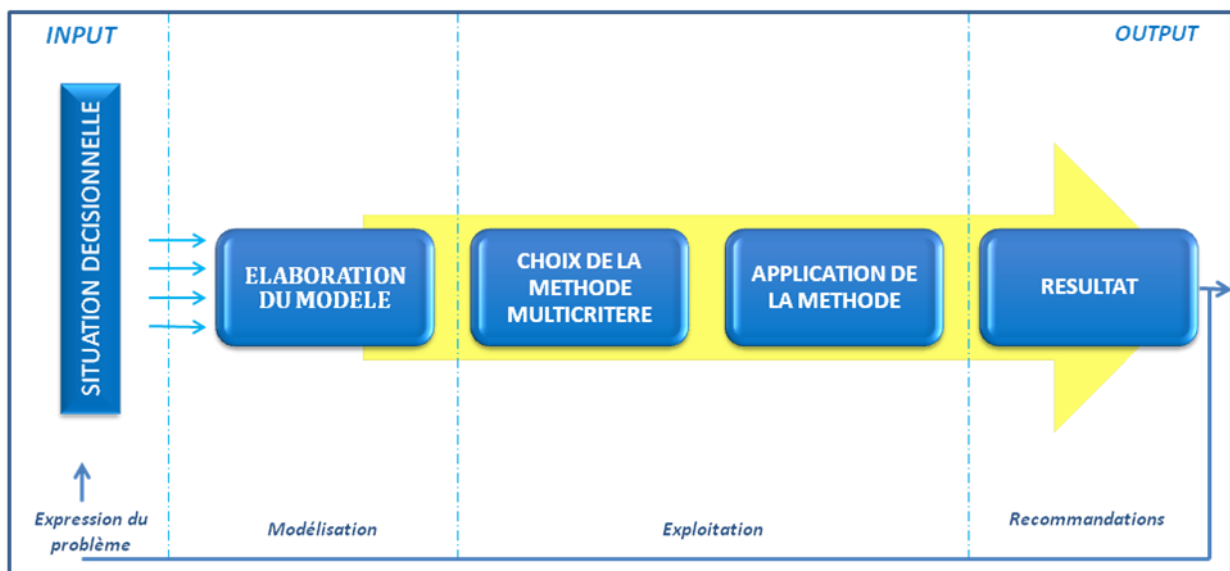 INPUT
OUTPUT
SITUATION DECISIONNELLE
ELABORATION
DU MODELE
CHOIX DE LA
METHODE
MULTICRITERE
APPLICATION DE
LA METHODE
RESULTAT
Expression du
problème
Modélisation
Exploitation
Recommandations